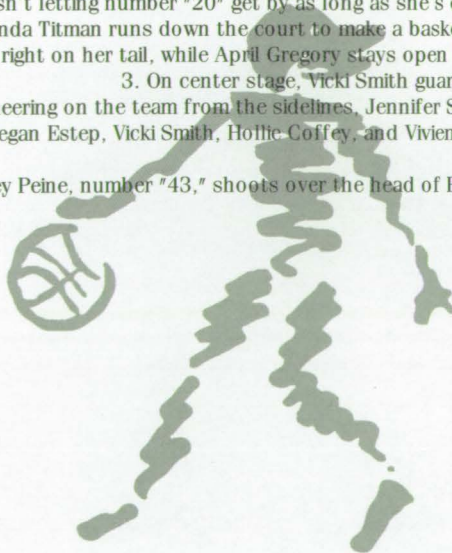 sn't letting number "20" get by as long as she's
nda Titman runs down the court to make a bask
right on her tail, while April Gregory stays open
3. On center stage, Vicki Smith guar
eering on the team from the sidelines, Jennifer S
egan Estep, Vicki Smith, Hollie Coffey, and Vivien
ey Peine, number "43," shoots over the head of